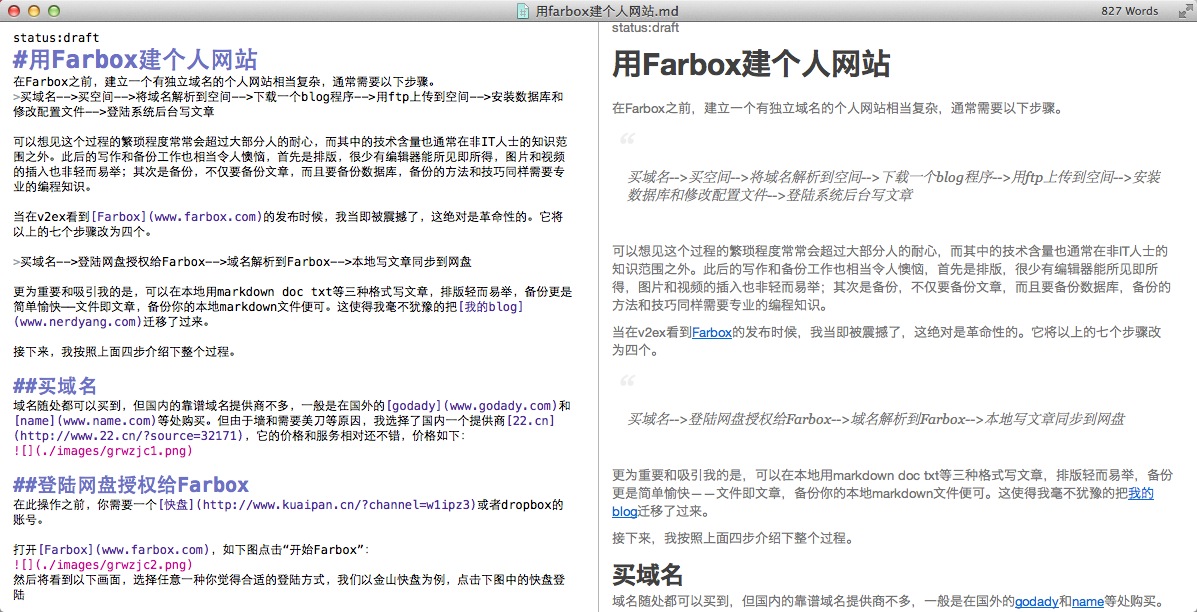 用farbox建个人网站.md
827 Words
status:draft
#用Farbox建个人网站
在Farbox之前，建立一个有独立域名的个人网站相当复杂，通常需要以下步骤。
>买域名-->买空间-->将域名解析到空间-->下载一个blog程序-->用ftp上传到空间-->安装数据库和
修改配置文件-->登陆系统后台写文章
可以想见这个过程的繁琐程度常常会超过大部分人的耐心，而其中的技术含量也通常在非IT人士的知识范
围之外。此后的写作和备份工作也相当令人懊恼，首先是排版，很少有编辑器能所见即所得，图片和视频
的插入也非轻而易举；其次是备份，不仅要备份文章，而且要备份数据库，备份的方法和技巧同样需要专
业的编程知识。
当在v2ex看到[Farbox](www.farbox.com)的发布时候，我当即被震撼了，这绝对是革命性的。它将
以上的七个步骤改为四个。
>买域名-->登陆网盘授权给Farbox-->域名解析到Farbox-->本地写文章同步到网盘
更为重要和吸引我的是，可以在本地用markdown doc txt等三种格式写文章，排版轻而易举，备份更是
简单愉快——文件即文章，备份你的本地markdown文件便可。这使得我毫不犹豫的把[我的blog]
(www.nerdyang.com)迁移了过来。
接下来，我按照上面四步介绍下整个过程。
##买域名
域名随处都可以买到，但国内的靠谱域名提供商不多，一般是在国外的[godady](www.godady.com)和
[name](www.name.com)等处购买。但由于墙和需要美刀等原因，我选择了国内一个提供商[22.cn]
(http://www.22.cn/?source=32171)，它的价格和服务相对还不错，价格如下：
![](./images/grwzjc1.png)
##登陆网盘授权给Farbox
在此操作之前，你需要一个[快盘](http://www.kuaipan.cn/?channel=w1ipz3)或者dropbox的
账号。
打开[Farbox](www.farbox.com)，如下图点击“开始Farbox”：
![](./images/grwzjc2.png)
然后将看到以下画面，选择任意一种你觉得合适的登陆方式，我们以金山快盘为例，点击下图中的快盘登
陆
status:draft
用Farbox建个人网站
在Farbox之前，建立一个有独立域名的个人网站相当复杂，通常需要以下步骤。
“
买域名-->买空间-->将域名解析到空间-->下载一个blog程序-->用ftp上传到空间-->安装
数据库和修改配置文件-->登陆系统后台写文章
可以想见这个过程的繁琐程度常常会超过大部分人的耐心，而其中的技术含量也通常在非IT人士的
知识范围之外。此后的写作和备份工作也相当令人懊恼，首先是排版，很少有编辑器能所见即所
得，图片和视频的插入也非轻而易举；其次是备份，不仅要备份文章，而且要备份数据库，备份的
方法和技巧同样需要专业的编程知识。
当在v2ex看到Farbox的发布时候，我当即被震撼了，这绝对是革命性的。它将以上的七个步骤改
为四个。
“
买域名-->登陆网盘授权给Farbox-->域名解析到Farbox-->本地写文章同步到网盘
更为重要和吸引我的是，可以在本地用markdown doc txt等三种格式写文章，排版轻而易举，备份
更是简单愉快——文件即文章，备份你的本地markdown文件便可。这使得我毫不犹豫的把我的
blog迁移了过来。
接下来，我按照上面四步介绍下整个过程。
买域名
域名随处都可以买到，但国内的靠谱域名提供商不多，一般是在国外的godady和name等处购买。